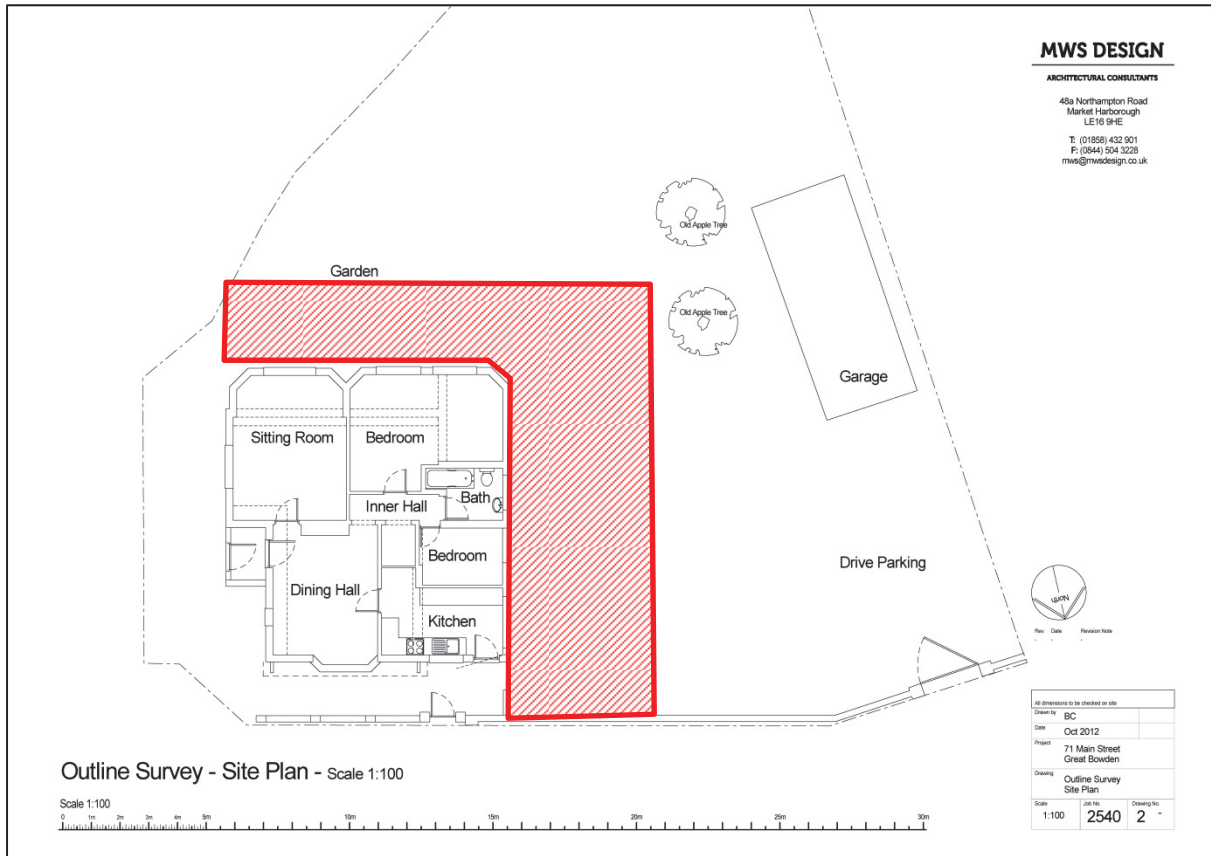 MWS DESIGN
ARCHITECTURAL CONSULTANTS
48a Northampton Road
Market Harborough
LE16 9HE
T: (01858) 432 901
F: (0844) 504 3228
mws@mwsdesign.co.uk
Old Apple Tree
Garden
Old Apple Tree
Garage
Sitting Room
Bedroom
Bath
Inner Hall
Bedroom
Drive Parking
Dining Hall
Kitchen
North
Rev. Date Revision Note
All dimensions to be checked on site
Drawn by BC
Date Oct 2012
Project 71 Main Street
Great Bowden
Drawing Outline Survey
Site Plan
Scale Job No. Drawing No.
1:100 2540 2 -
Outline Survey - Site Plan - Scale 1:100
Scale 1:100
0 1m 2m 3m 4m 5m 10m 15m 20m 25m 30m